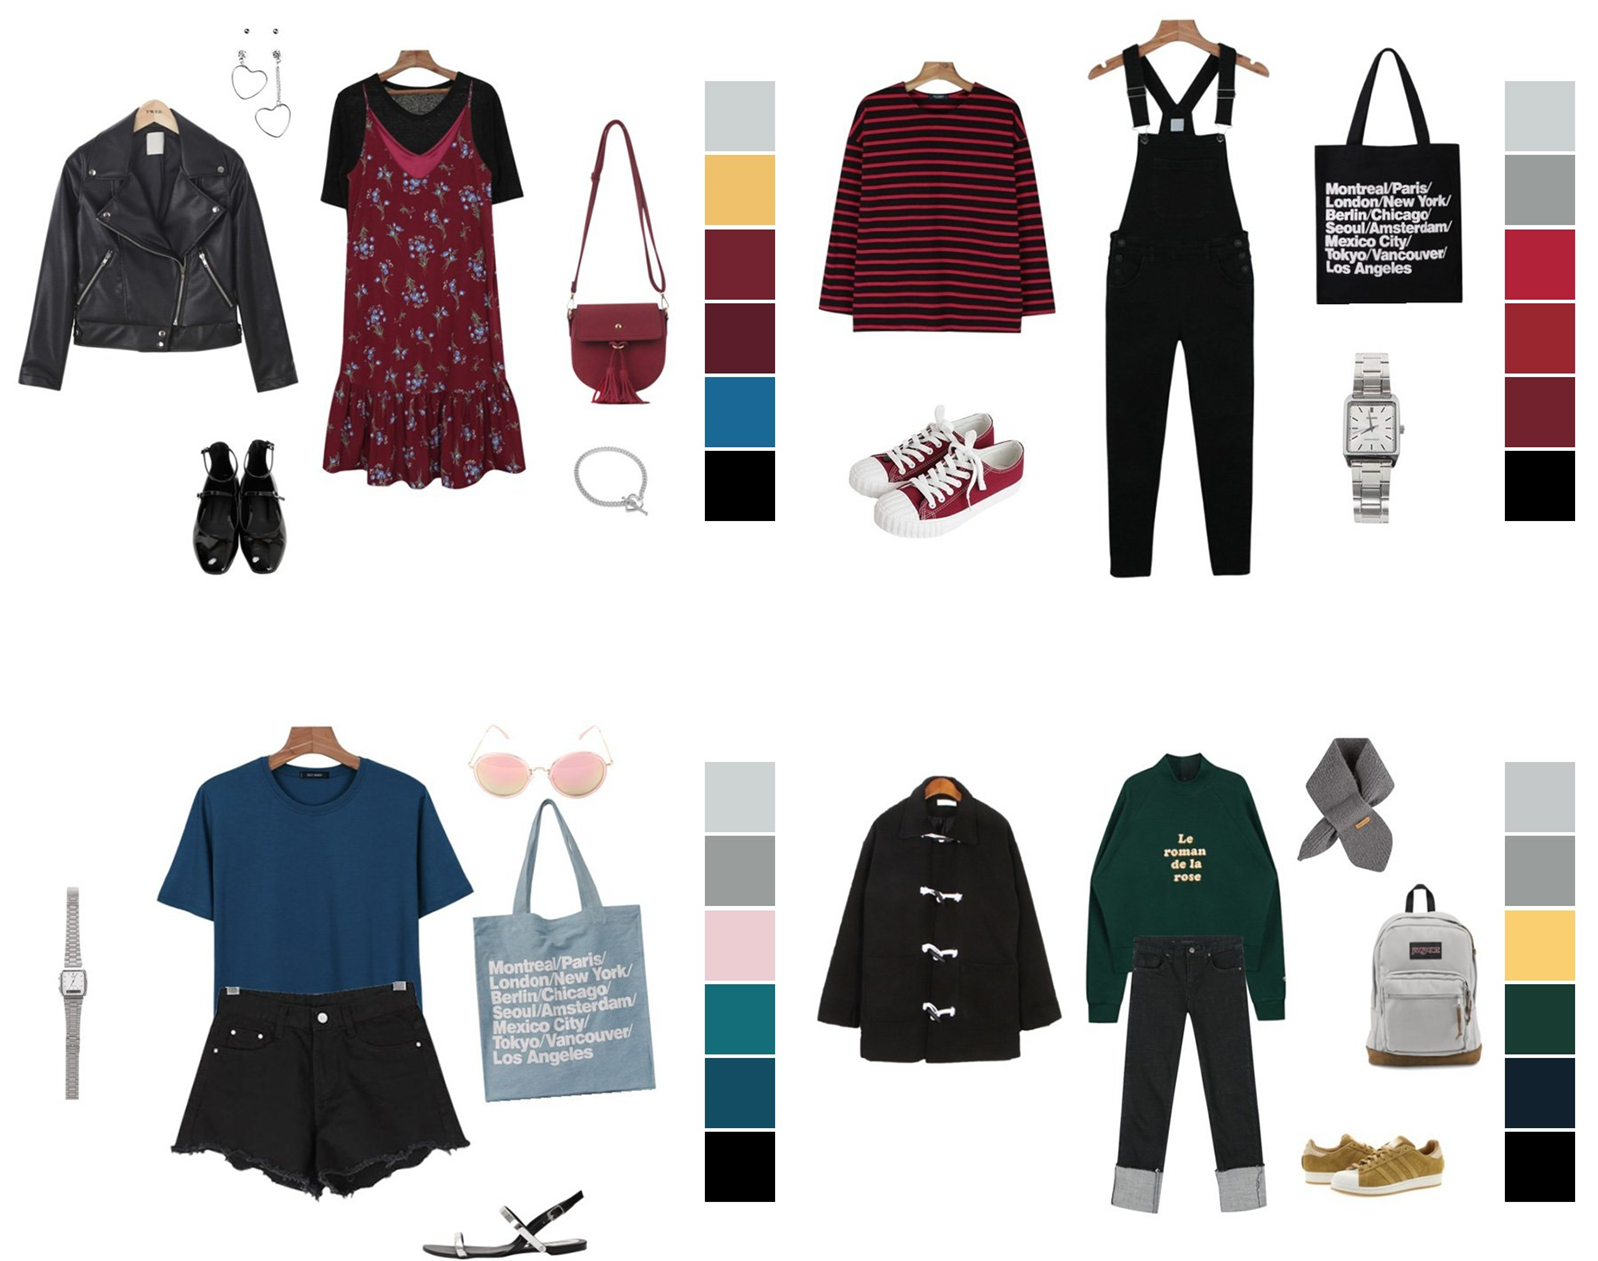 Montreal/Paris/
London/New York/
Berlin/Chicago/
Seoul/Amsterdam/
Mexico City/
Tokyo/Vancouver/
Los Angeles
Montreal/Paris/
London/New York/
Berlin/Chicago/
Seoul/Amsterdam/
Mexico City/
Tokyo/Vancouver/
Los Angeles
Le
roman
de la
rose